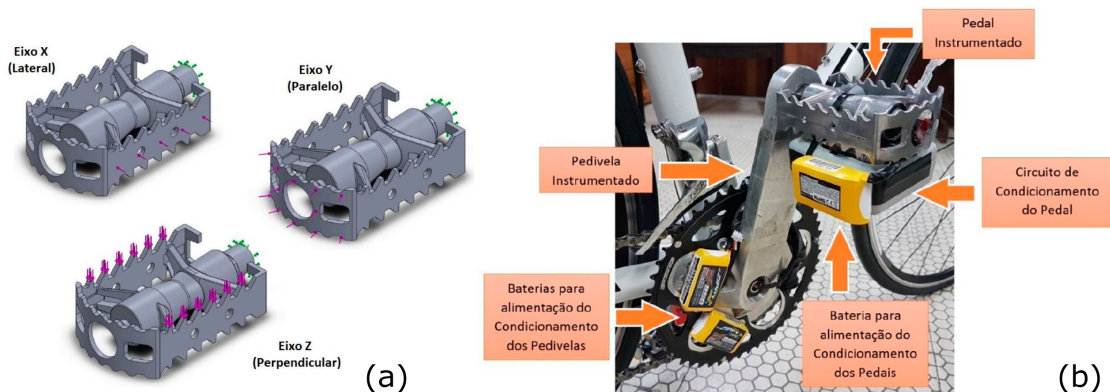 Eixo X
(Lateral)
Eixo Y
(Paralelo)
Eixo Z
(Perpendicular)
(a)
Pedal
Instrumentado
Pedivela
Instrumentado
Circuito de
Condicionamento
do Pedal
Baterias para
alimentação do
Condicionamento
dos Pedivelas
Bateria para
alimentação do
Condicionamento
dos Pedais
(b)